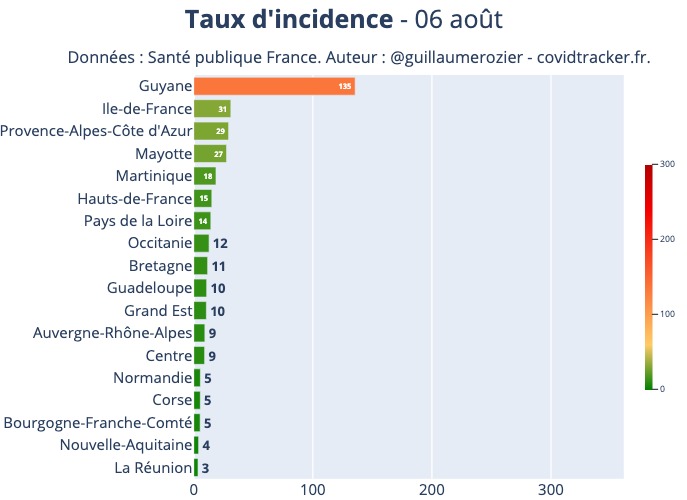 Taux d'incidence - 06 août
Données : Santé publique France. Auteur : @guillaumerozier - covidtracker.fr.
Guyane 135
Ile-de-France 31
Provence-Alpes-Côte d'Azur 29
Mayotte 27
Martinique 18
Hauts-de-France 15
Pays de la Loire 14
Occitanie 12
Bretagne 11
Guadeloupe 10
Grand Est 10
Auvergne-Rhône-Alpes 9
Centre 9
Normandie 5
Corse 5
Bourgogne-Franche-Comté 5
Nouvelle-Aquitaine 4
La Réunion 3
0 100 200 300
300
200
100
0